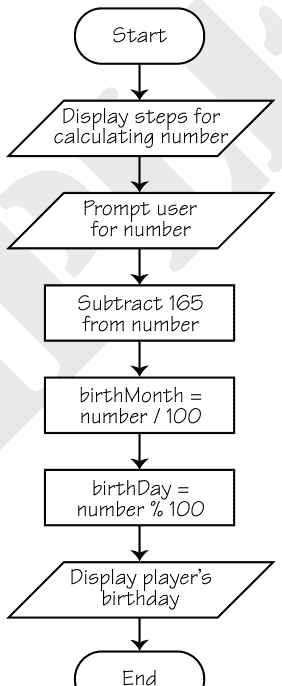 Start
Display steps for
calculating number
Prompt user
for number
Subtract 165
from number
birthMonth =
number / 100
birthDay =
number % 100
Display player's
birthday
End